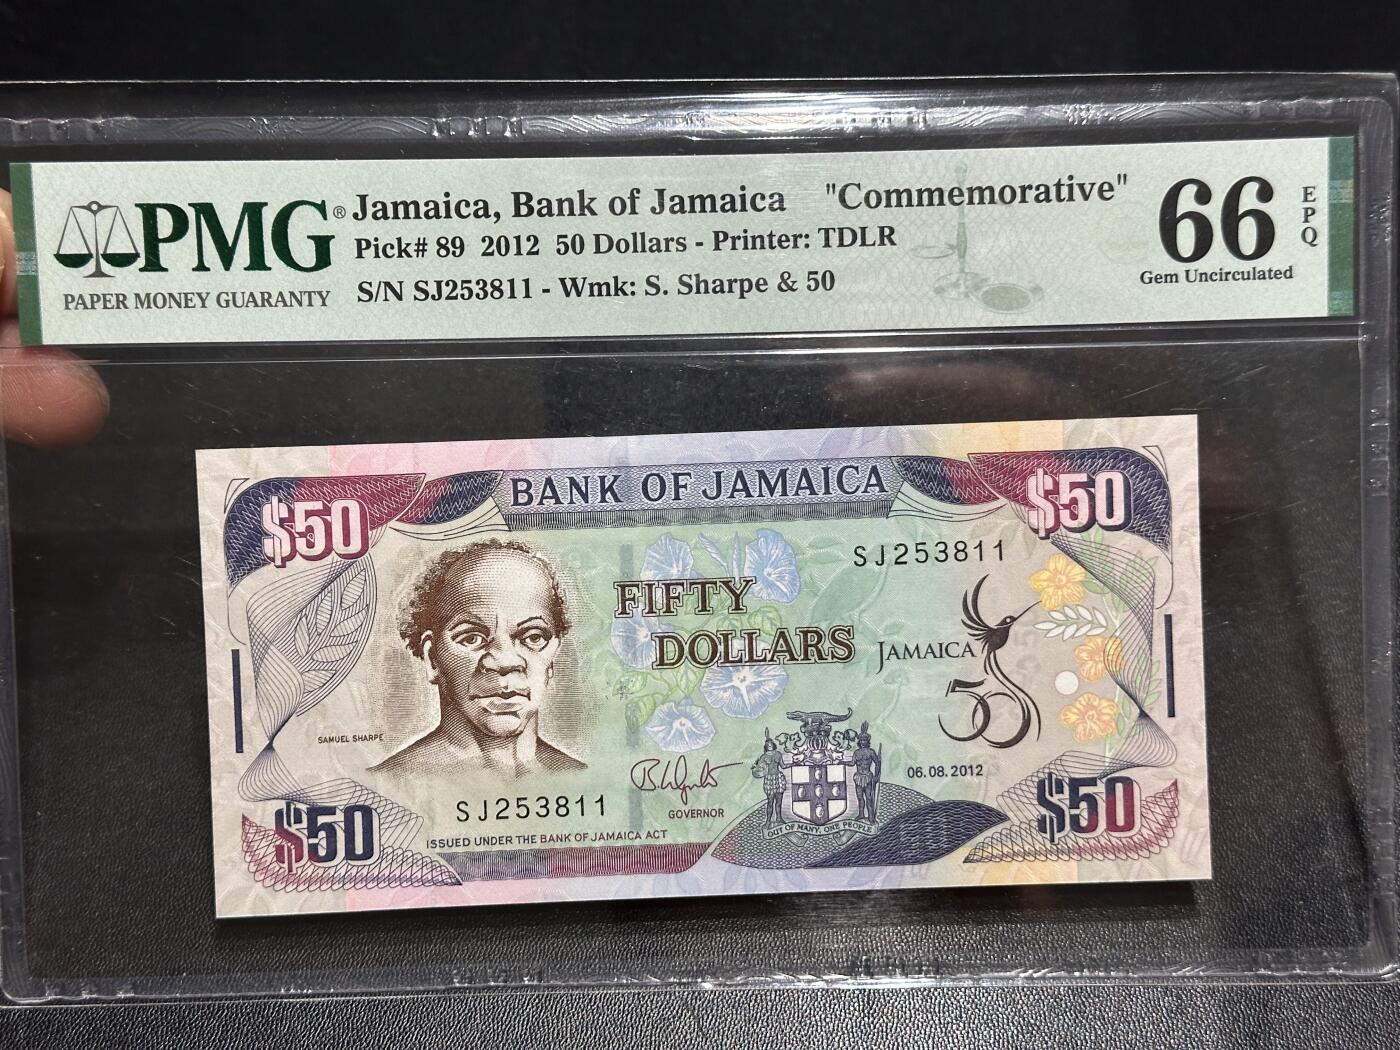 PMG®
PAPER MONEY GUARANTY
Jamaica, Bank of Jamaica "Commemorative"
Pick# 89 2012 50 Dollars - Printer: TDLR
S/N SJ253811 - Wmk: S. Sharpe & 50
66
EPQ
Gem Uncirculated
BANK OF JAMAICA
$50
$50
SJ253811
FIFTY
DOLLARS
JAMAICA
50
SAMUEL SHARPE
06.08.2012
SJ253811
GOVERNOR
OUT OF MANY, ONE PEOPLE
ISSUED UNDER THE BANK OF JAMAICA ACT
$50
$50